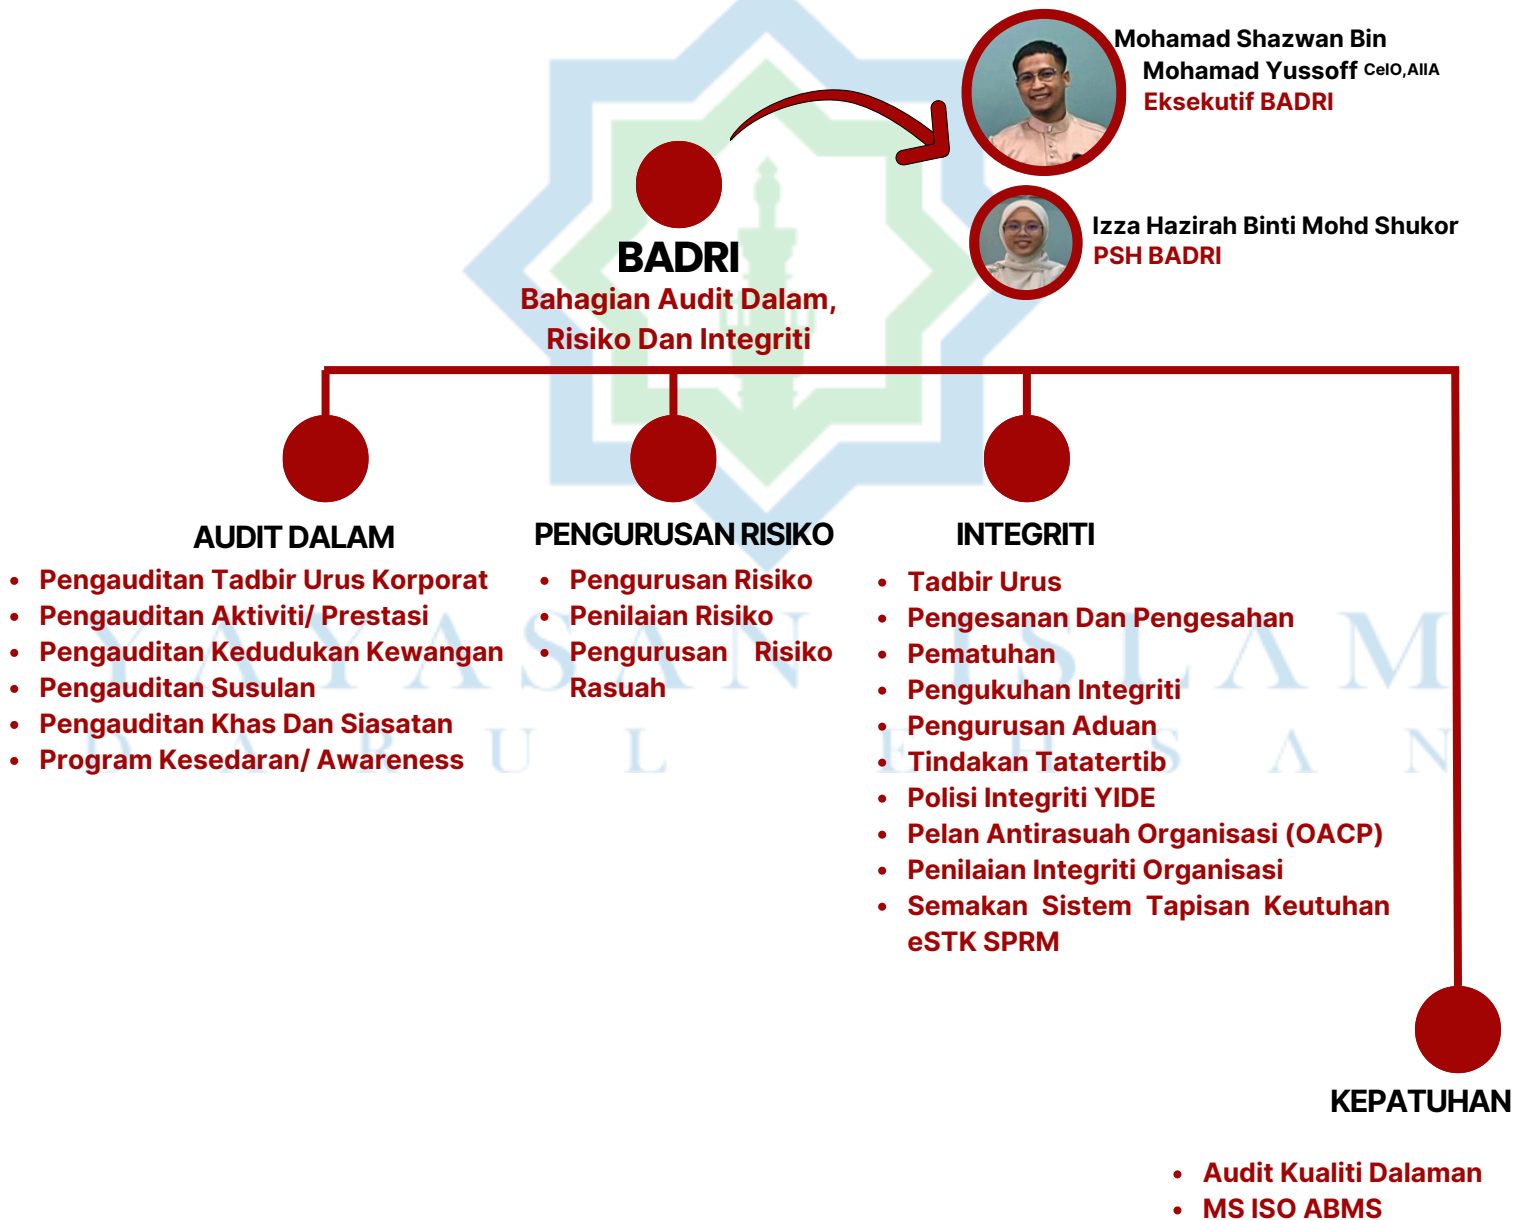 Mohamad Shazwan Bin
Mohamad Yussoff CeIO,AIIA
Eksekutif BADRI
Izza Hazirah Binti Mohd Shukor
PSH BADRI
BADRI
Bahagian Audit Dalam,
Risiko Dan Integriti
AUDIT DALAM
• Pengauditan Tadbir Urus Korporat
• Pengauditan Aktiviti/ Prestasi
• Pengauditan Kedudukan Kewangan
• Pengauditan Susulan
• Pengauditan Khas Dan Siasatan
• Program Kesedaran/ Awareness
PENGURUSAN RISIKO
• Pengurusan Risiko
• Penilaian Risiko
• Pengurusan Risiko
Rasuah
INTEGRITI
• Tadbir Urus
• Pengesanan Dan Pengesahan
• Pematuhan
• Pengukuhan Integriti
• Pengurusan Aduan
• Tindakan Tatatertib
• Polisi Integriti YIDE
• Pelan Antirasuah Organisasi (OACP)
• Penilaian Integriti Organisasi
• Semakan Sistem Tapisan Keutuhan
eSTK SPRM
KEPATUHAN
• Audit Kualiti Dalaman
• MS ISO ABMS
YAYASAN ISLAM
DARUL EHSAN